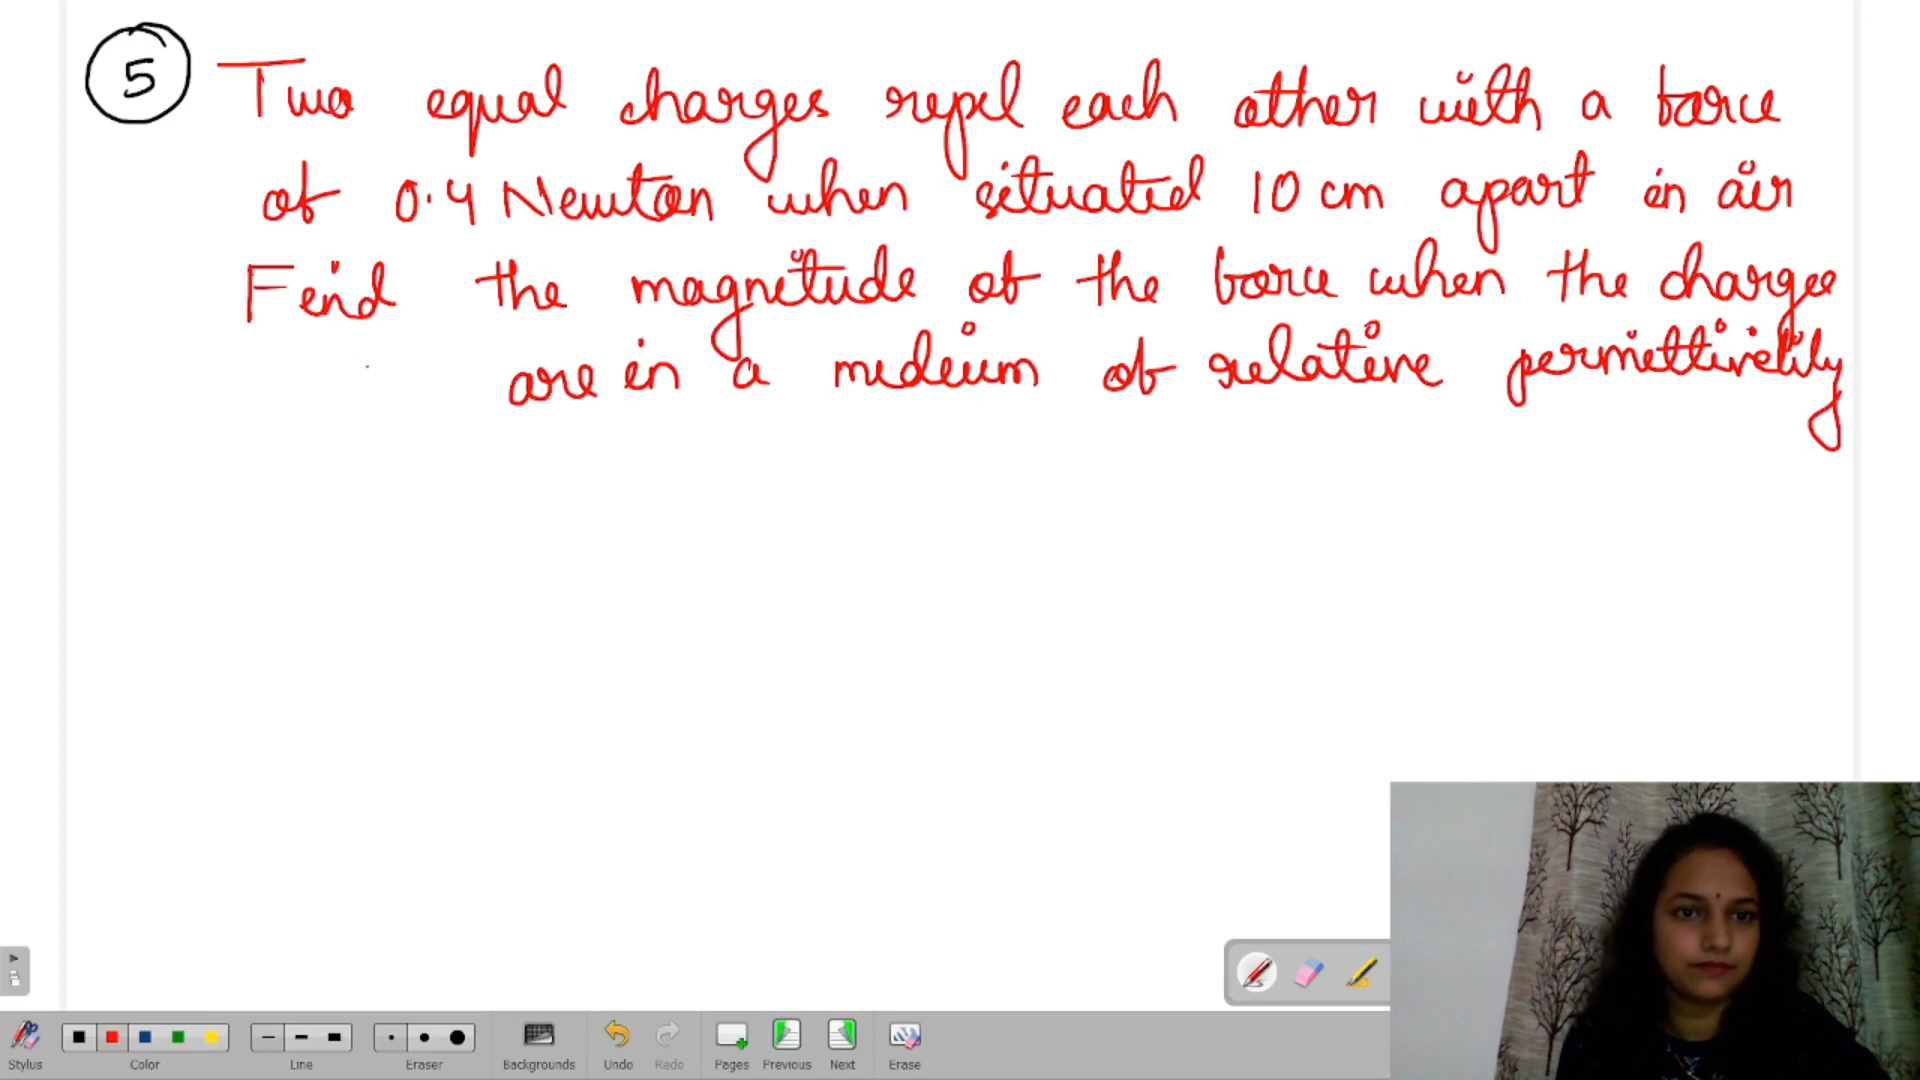 5
Two equal charges repel each other with a force
of 0.4 Newton when situated 10 cm apart in air
Find the magnitude of the force when the charges
are in a medium of relative permittivity
Stylus Color Line Eraser Backgrounds Undo Redo Pages Previous Next Erase